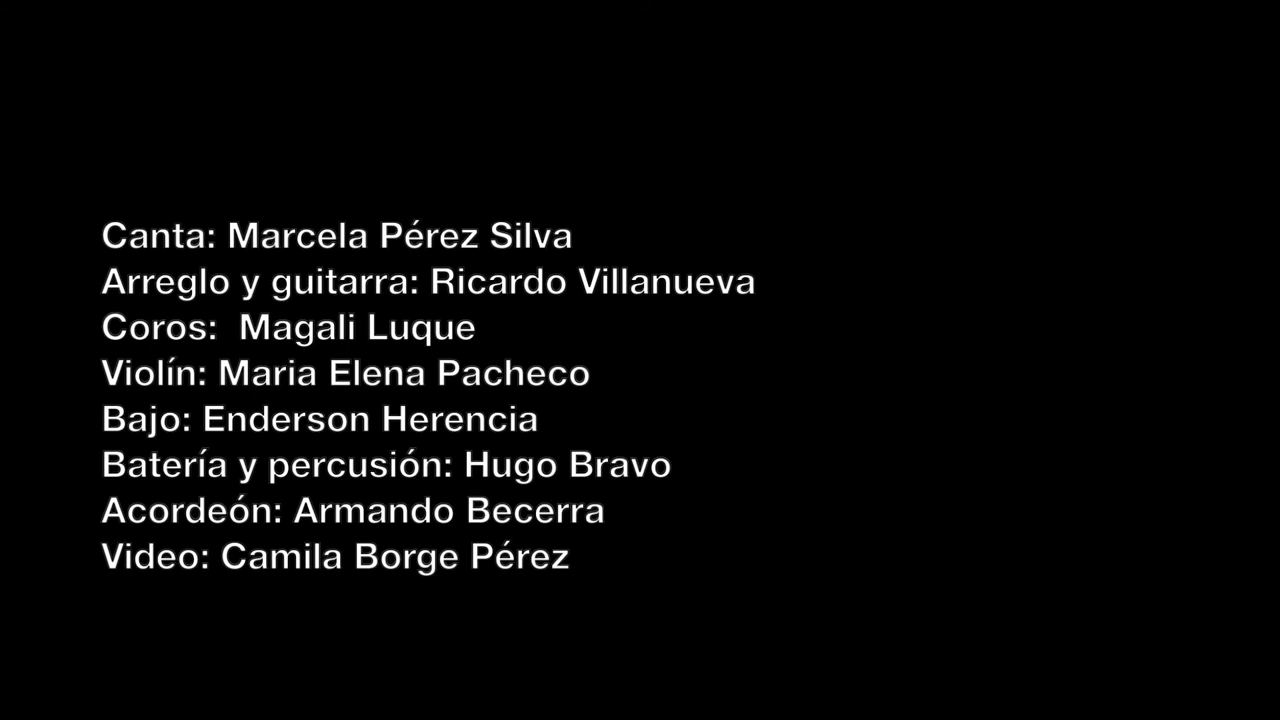 Canta: Marcela Pérez Silva
Arreglo y guitarra: Ricardo Villanueva
Coros:  Magali Luque
Violín: Maria Elena Pacheco
Bajo: Enderson Herencia
Batería y percusión: Hugo Bravo
Acordeón: Armando Becerra
Video: Camila Borge Pérez